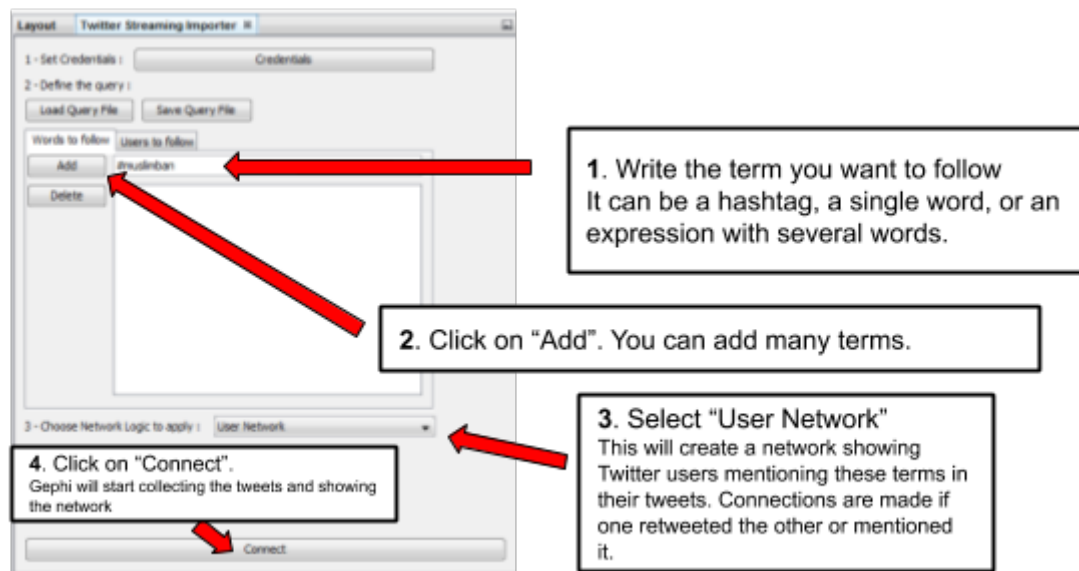 Layout Twitter Streaming Importer
1 - Set Credentials : Credentials
2 - Define the query :
Load Query File Save Query File
Words to follow Users to follow
Add #muslimban
Delete
1. Write the term you want to follow
It can be a hashtag, a single word, or an
expression with several words.
2. Click on “Add”. You can add many terms.
3 - Choose Network Logic to apply : User Network
3. Select “User Network”
This will create a network showing
Twitter users mentioning these terms in
their tweets. Connections are made if
one retweeted the other or mentioned
it.
4. Click on “Connect”.
Gephi will start collecting the tweets and showing
the network
Connect